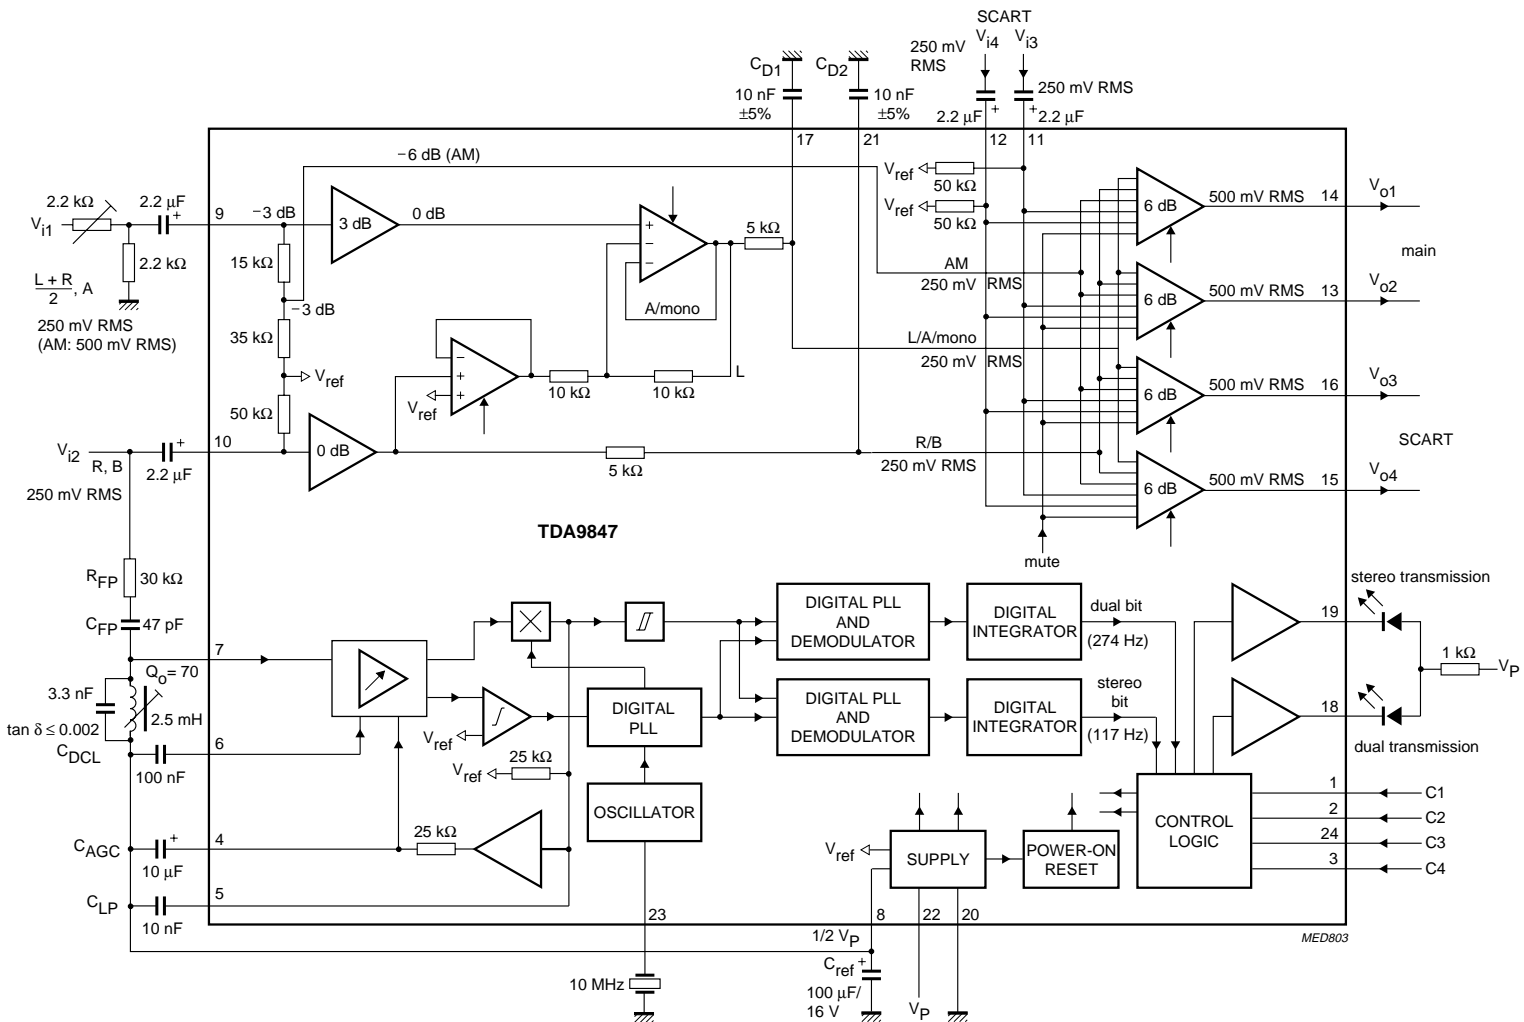 SCART
V i4 V i3
250 mV
RMS
250 mV RMS
2.2 µF + + 2.2 µF
C D1 C D2
10 nF
±5%
10 nF
±5%
17 21 12 11
−6 dB (AM)
V ref
50 kΩ
V ref
50 kΩ
2.2 kΩ
2.2 µF
+
9
V i1
−3 dB
3 dB
0 dB
+
−
−
5 kΩ
2.2 kΩ
L + R
2
, A
250 mV RMS
(AM: 500 mV RMS)
15 kΩ
−3 dB
35 kΩ
V ref
50 kΩ
A/mono
−
+
+
V ref
10 kΩ
10 kΩ
L
AM
250 mV RMS
L/A/mono
250 mV RMS
R/B
250 mV RMS
6 dB
500 mV RMS 14
V o1
main
6 dB
500 mV RMS 13
V o2
6 dB
500 mV RMS 16
V o3
SCART
6 dB
500 mV RMS 15
V o4
mute
V i2
R, B
250 mV RMS
2.2 µF
+
10
0 dB
5 kΩ
TDA9847
R FP
30 kΩ
C FP
47 pF
7
Q o = 70
3.3 nF
2.5 mH
tan δ ≤ 0.002
C DCL
100 nF
6
V ref
V ref
25 kΩ
DIGITAL
PLL
OSCILLATOR
DIGITAL PLL
AND
DEMODULATOR
DIGITAL
INTEGRATOR
dual bit
(274 Hz)
DIGITAL PLL
AND
DEMODULATOR
DIGITAL
INTEGRATOR
stereo
bit
(117 Hz)
stereo transmission
19
1 kΩ
V P
18
dual transmission
CONTROL
LOGIC
1 C1
2 C2
24 C3
3 C4
C AGC
+
10 µF
4
25 kΩ
C LP
10 nF
5
V ref
SUPPLY
POWER-ON
RESET
23
8 22 20
1/2 V P
MED803
10 MHz
C ref
+
100 µF/
16 V
V P